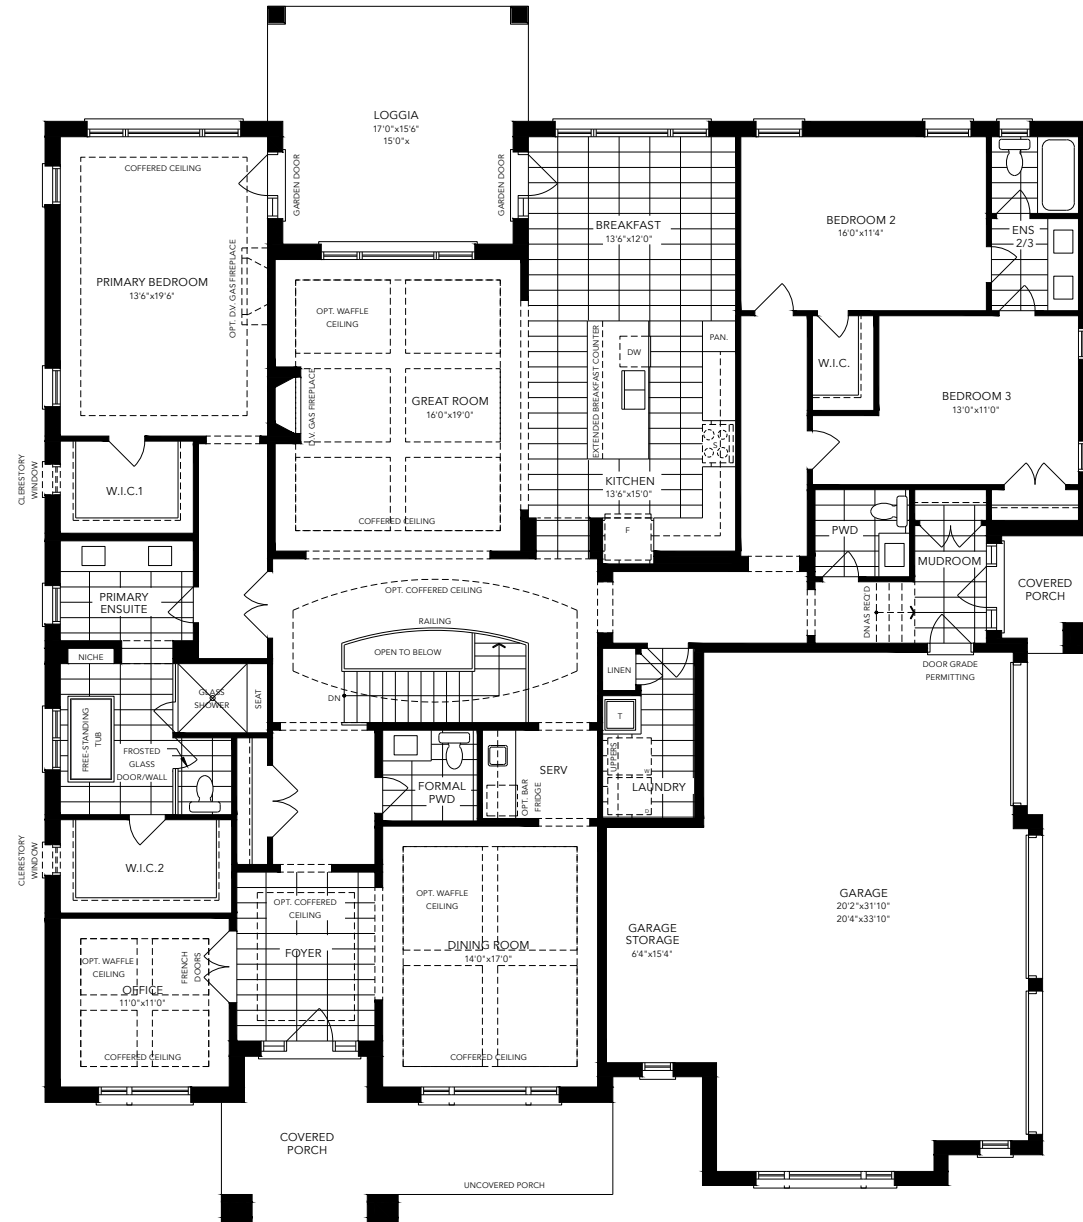 LOGGIA
17'0"x15'6"
15'0"x
COFFERED CEILING
GARDEN DOOR
GARDEN DOOR
BREAKFAST
13'6"x12'0"
BEDROOM 2
16'0"x11'4"
ENS
2/3
PRIMARY BEDROOM
13'6"x19'6"
OPT. D.V. GAS FIREPLACE
OPT. WAFFLE
CEILING
EXTENDED BREAKFAST COUNTER
DW
PAN.
W.I.C.
GREAT ROOM
16'0"x19'0"
D.V. GAS FIREPLACE
BEDROOM 3
13'0"x11'0"
S
CLERESTORY
WINDOW
W.I.C.1
KITCHEN
13'6"x15'0"
COFFERED CEILING
F
PWD
MUDROOM
COVERED
PORCH
PRIMARY
ENSUITE
OPT. COFFERED CEILING
DN AS REQ'D
RAILING
OPEN TO BELOW
NICHE
LINEN
DOOR GRADE
PERMITTING
GLASS
SHOWER
SEAT
DN
T
FREE-STANDING
TUB
FROSTED
GLASS
DOOR/WALL
UPPERS
W
D
LAUNDRY
FORMAL
PWD
SERV
OPT. BAR
FRIDGE
CLERESTORY
WINDOW
W.I.C.2
OPT. COFFERED
CEILING
OPT. WAFFLE
CEILING
GARAGE
20'2"x31'10"
20'4"x33'10"
GARAGE
STORAGE
6'4"x15'4"
FOYER
DINING ROOM
14'0"x17'0"
OPT. WAFFLE
CEILING
FRENCH
DOORS
OFFICE
11'0"x11'0"
COFFERED CEILING
COFFERED CEILING
COVERED
PORCH
UNCOVERED PORCH